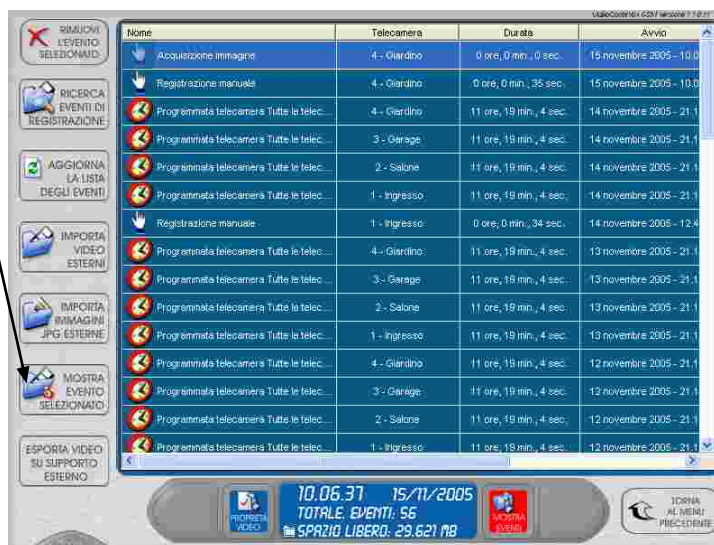 RIMUOVI
L'EVENTO
SELEZIONATO
RICERCA
EVENTI DI
REGISTRAZIONE
AGGIORNA
LA LISTA
DEGLI EVENTI
IMPORTA
VIDEO
ESTERNI
IMPORTA
IMMAGINI
JPG ESTERNE
MOSTRA
EVENTO
SELEZIONATO
ESPORTA VIDEO
SU SUPPORTO
ESTERNO
Nome Telecamera Durata Avvio
Acquisizione immagine 4 - Giardino 0 ore, 0 min., 0 sec. 15 novembre 2005 - 10.0
Registrazione manuale 4 - Giardino 0 ore, 0 min., 35 sec. 15 novembre 2005 - 10.0
Programmata telecamera Tutte le telec... 4 - Giardino 11 ore, 19 min., 4 sec. 14 novembre 2005 - 21.1
Programmata telecamera Tutte le telec... 3 - Garage 11 ore, 19 min., 4 sec. 14 novembre 2005 - 21.1
Programmata telecamera Tutte le telec... 2 - Salone 11 ore, 19 min., 4 sec. 14 novembre 2005 - 21.1
Programmata telecamera Tutte le telec... 1 - Ingresso 11 ore, 19 min., 4 sec. 14 novembre 2005 - 21.1
Registrazione manuale 1 - Ingresso 0 ore, 0 min., 34 sec. 14 novembre 2005 - 12.4
Programmata telecamera Tutte le telec... 4 - Giardino 11 ore, 19 min., 4 sec. 13 novembre 2005 - 21.1
Programmata telecamera Tutte le telec... 3 - Garage 11 ore, 19 min., 4 sec. 13 novembre 2005 - 21.1
Programmata telecamera Tutte le telec... 2 - Salone 11 ore, 19 min., 4 sec. 13 novembre 2005 - 21.1
Programmata telecamera Tutte le telec... 1 - Ingresso 11 ore, 19 min., 4 sec. 13 novembre 2005 - 21.1
Programmata telecamera Tutte le telec... 4 - Giardino 11 ore, 19 min., 4 sec. 12 novembre 2005 - 21.1
Programmata telecamera Tutte le telec... 3 - Garage 11 ore, 19 min., 4 sec. 12 novembre 2005 - 21.1
Programmata telecamera Tutte le telec... 2 - Salone 11 ore, 19 min., 4 sec. 12 novembre 2005 - 21.1
Programmata telecamera Tutte le telec... 1 - Ingresso 11 ore, 19 min., 4 sec. 12 novembre 2005 - 21.1
PROPRIETÀ
VIDEO
10.06.37 15/11/2005
TOTALE EVENTI: 56
SPAZIO LIBERO: 29.621 MB
MOSTRA
EVENTI
TORNA
AL MENU
PRECEDENTE